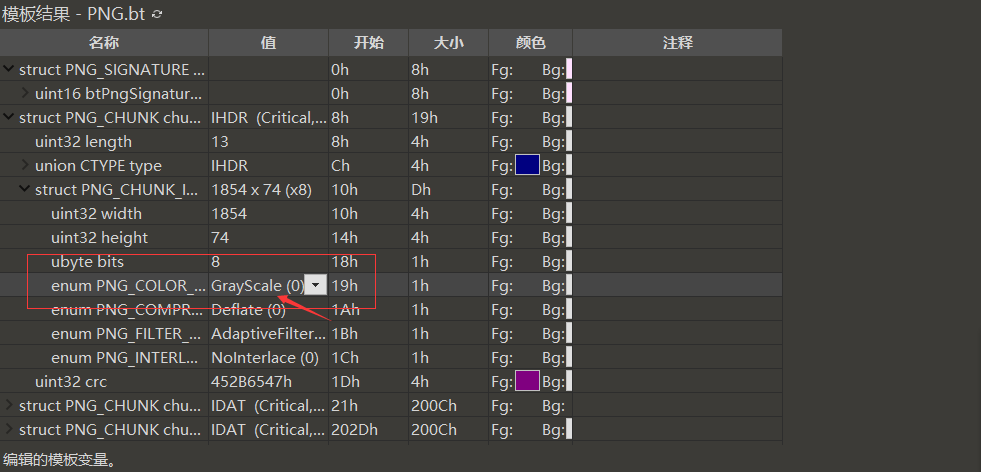 模板结果 - PNG.bt
名称 值 开始 大小 颜色 注释
struct PNG_SIGNATURE ... 0h 8h Fg: Bg:
uint16 btPngSignatur... 0h 8h Fg: Bg:
struct PNG_CHUNK chu... IHDR (Critical,... 8h 19h Fg: Bg:
uint32 length 13 8h 4h Fg: Bg:
union CTYPE type IHDR Ch 4h Fg: Bg:
struct PNG_CHUNK_I... 1854 x 74 (x8) 10h Dh Fg: Bg:
uint32 width 1854 10h 4h Fg: Bg:
uint32 height 74 14h 4h Fg: Bg:
ubyte bits 8 18h 1h Fg: Bg:
enum PNG_COLOR_... GrayScale (0) 19h 1h Fg: Bg:
enum PNG_COMPR... Deflate (0) 1Ah 1h Fg: Bg:
enum PNG_FILTER_... AdaptiveFilter... 1Bh 1h Fg: Bg:
enum PNG_INTERL... NoInterlace (0) 1Ch 1h Fg: Bg:
uint32 crc 452B6547h 1Dh 4h Fg: Bg:
struct PNG_CHUNK chu... IDAT (Critical,... 21h 200Ch Fg: Bg:
struct PNG_CHUNK chu... IDAT (Critical,... 202Dh 200Ch Fg: Bg:
编辑的模板变量。